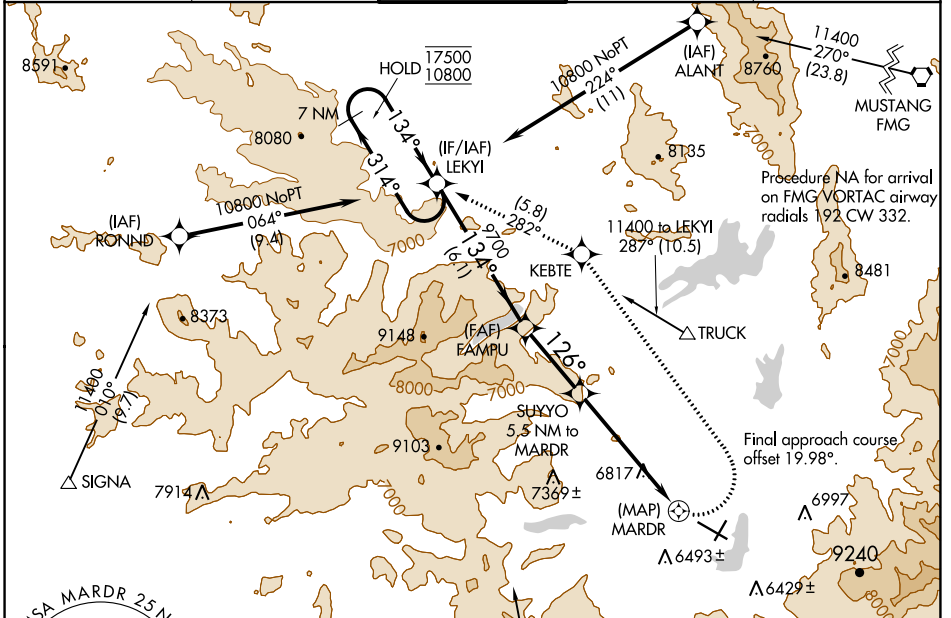 8591
HOLD
17500
10800
7 NM
8080
134°
314°
(IF/IAF)
LEKYI
10800 NoPT
224°
(11)
(IAF)
ALANT
8760
7000
11400
270°
(23.8)
MUSTANG
FMG
8135
Procedure NA for arrival
on FMG VORTAC airway
radials 192 CW 332.
(IAF)
RONND
10800 NoPT
064°
(9.4)
7000
9700
134°
(6.1)
(5.8)
282°
KEBTE
11400 to LEKYI
287° (10.5)
TRUCK
8481
7000
8373
9148
(FAF)
FAMPU
126°
8000
7000
11400
010°
(9.7)
SIGNA
9103
SUYYO
5.5 NM to
MARDR
7914
7369±
6817
Final approach course
offset 19.98°.
(MAP)
MARDR
6493±
6997
9240
6429±
8000
MSA MARDR 25 N